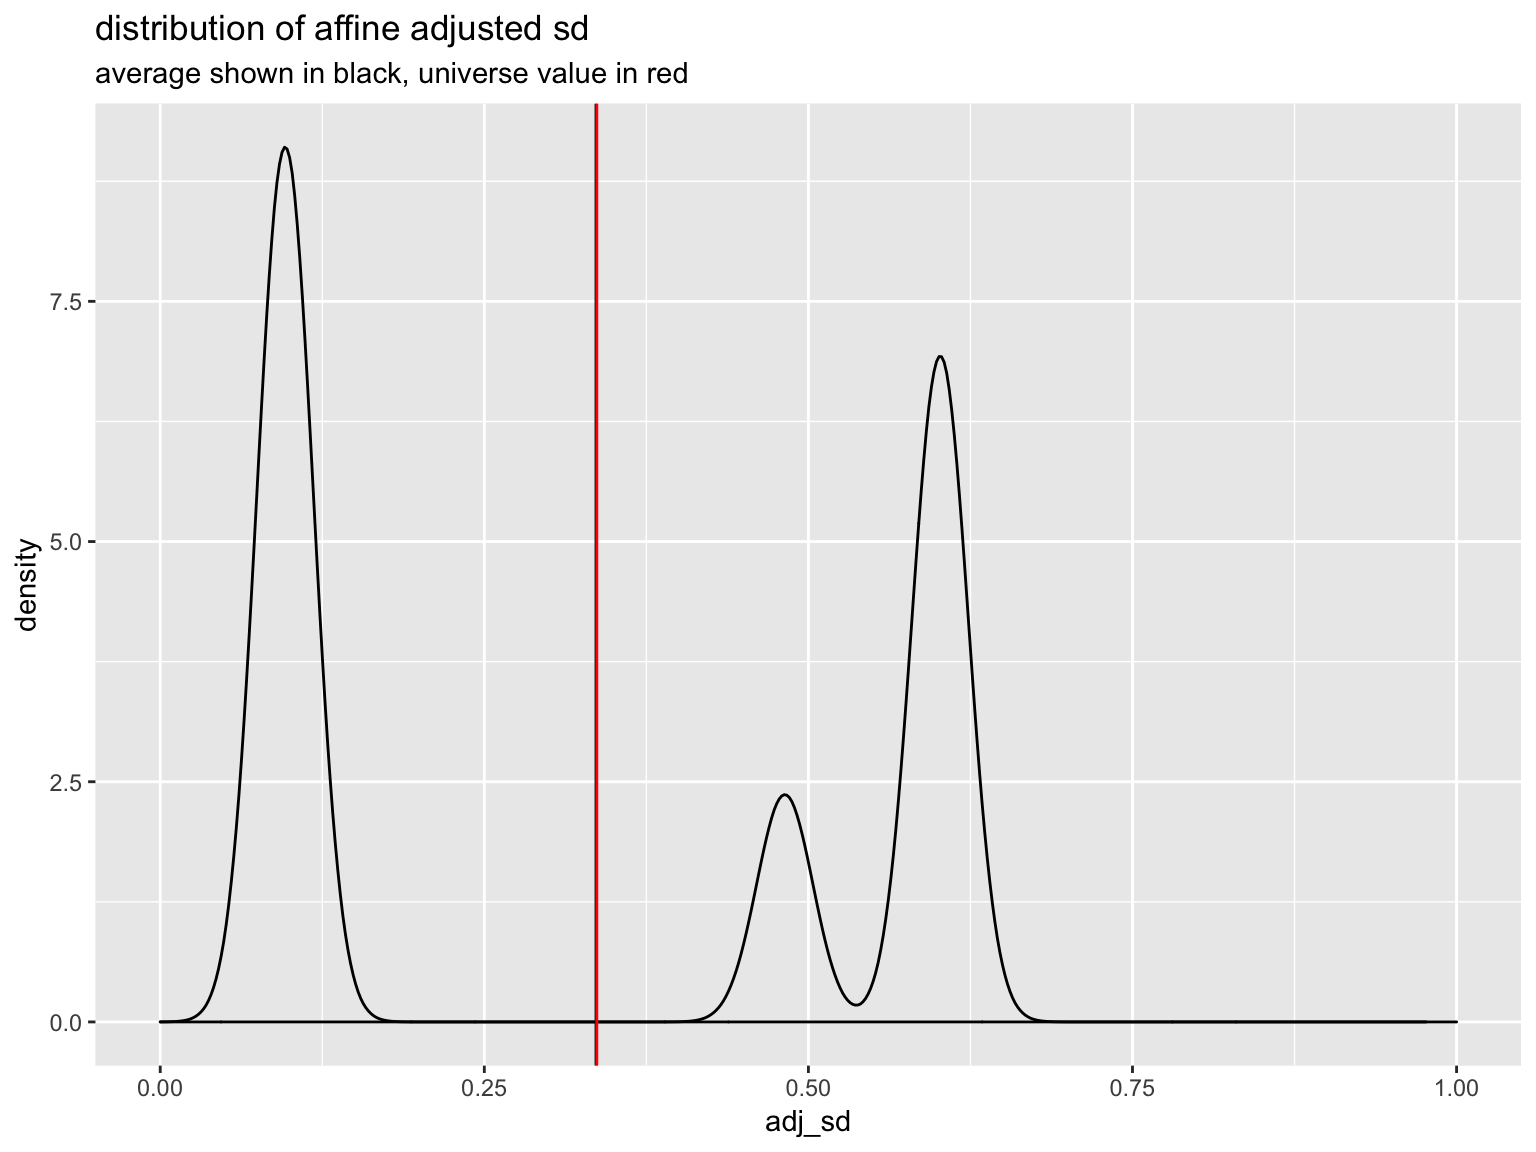 distribution of affine adjusted sd
average shown in black, universe value in red
density
7.5
5.0
2.5
0.0
0.00 0.25 0.50 0.75 1.00
adj_sd